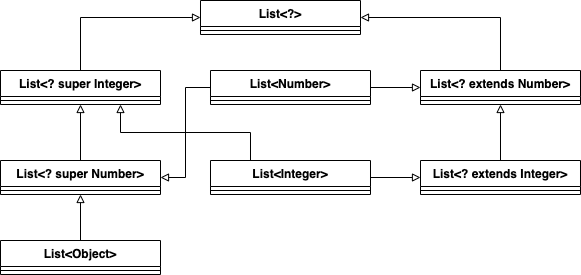 List<?>
List<? super Integer>
List<Number>
List<? extends Number>
List<? super Number>
List<Integer>
List<? extends Integer>
List<Object>